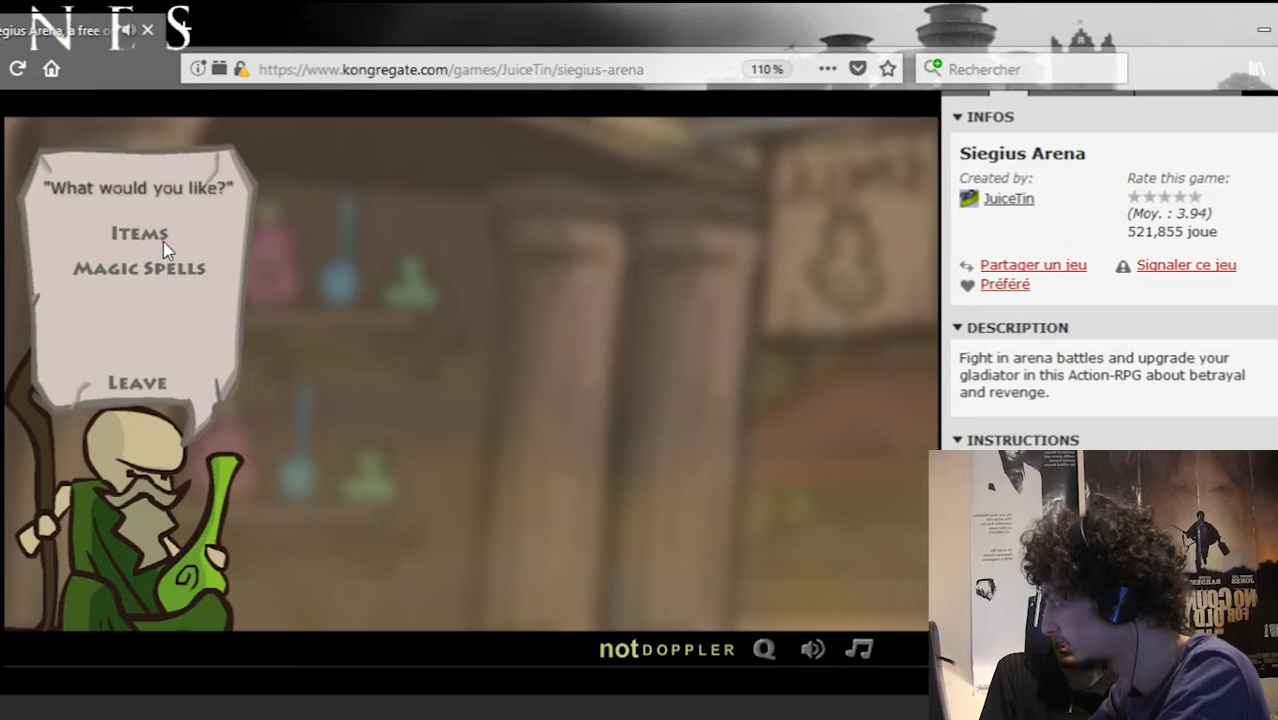 N E S
egius Arena, a free o
https://www.kongregate.com/games/JuiceTin/siegius-arena
110%
Rechercher
"What would you like?"
ITEMS
MAGIC SPELLS
LEAVE
notDOPPLER
Q
INFOS
Siegius Arena
Created by:
JuiceTin
Rate this game:
(Moy. : 3.94)
521,855 joue
Partager un jeu
Signaler ce jeu
Préféré
DESCRIPTION
Fight in arena battles and upgrade your
gladiator in this Action-RPG about betrayal
and revenge.
INSTRUCTIONS